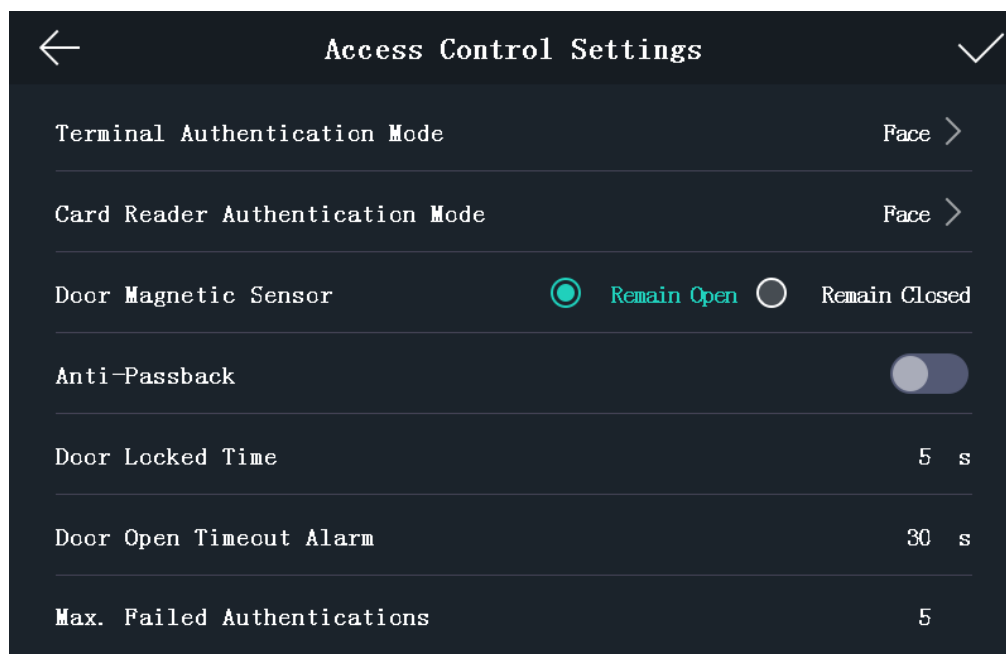 Access Control Settings
Terminal Authentication Mode Face
Card Reader Authentication Mode Face
Door Magnetic Sensor Remain Open Remain Closed
Anti-Passback
Door Locked Time 5 s
Door Open Timeout Alarm 30 s
Max. Failed Authentications 5